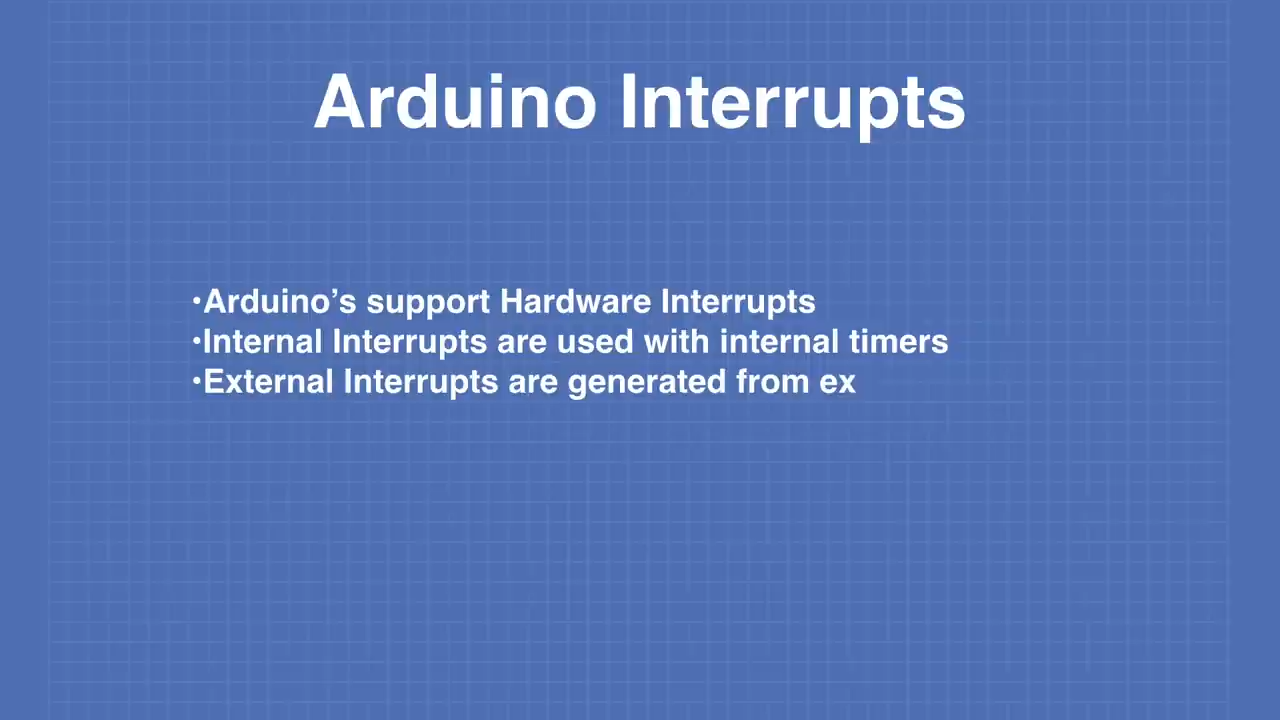 Arduino Interrupts
•Arduino’s support Hardware Interrupts
•Internal Interrupts are used with internal timers
•External Interrupts are generated from ex